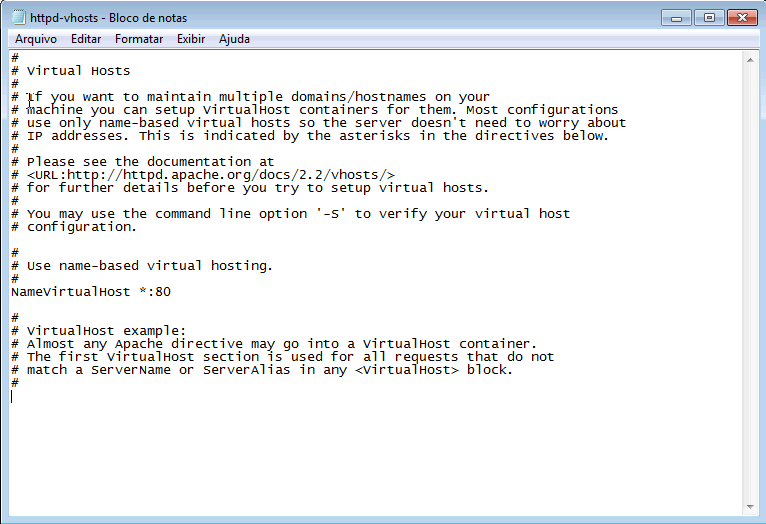 httpd-vhosts - Bloco de notas
Arquivo Editar Formatar Exibir Ajuda
#
# Virtual Hosts
#
# If you want to maintain multiple domains/hostnames on your
# machine you can setup VirtualHost containers for them. Most configurations
# use only name-based virtual hosts so the server doesn't need to worry about
# IP addresses. This is indicated by the asterisks in the directives below.
#
# Please see the documentation at
# <URL:http://httpd.apache.org/docs/2.2/vhosts/>
# for further details before you try to setup virtual hosts.
#
# You may use the command line option '-S' to verify your virtual host
# configuration.

#
# Use name-based virtual hosting.
#
NameVirtualHost *:80

#
# VirtualHost example:
# Almost any Apache directive may go into a VirtualHost container.
# The first VirtualHost section is used for all requests that do not
# match a ServerName or ServerAlias in any <VirtualHost> block.
#